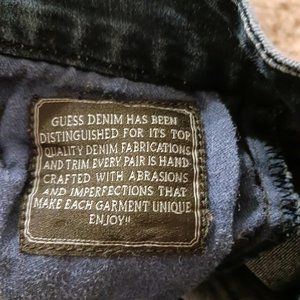 GUESS DENIM HAS BEEN
DISTINGUISHED FOR ITS TOP
QUALITY DENIM FABRICATIONS
AND TRIM EVERY PAIR IS HAND
CRAFTED WITH ABRASIONS
AND IMPERFECTIONS THAT
MAKE EACH GARMENT UNIQUE
ENJOY!!